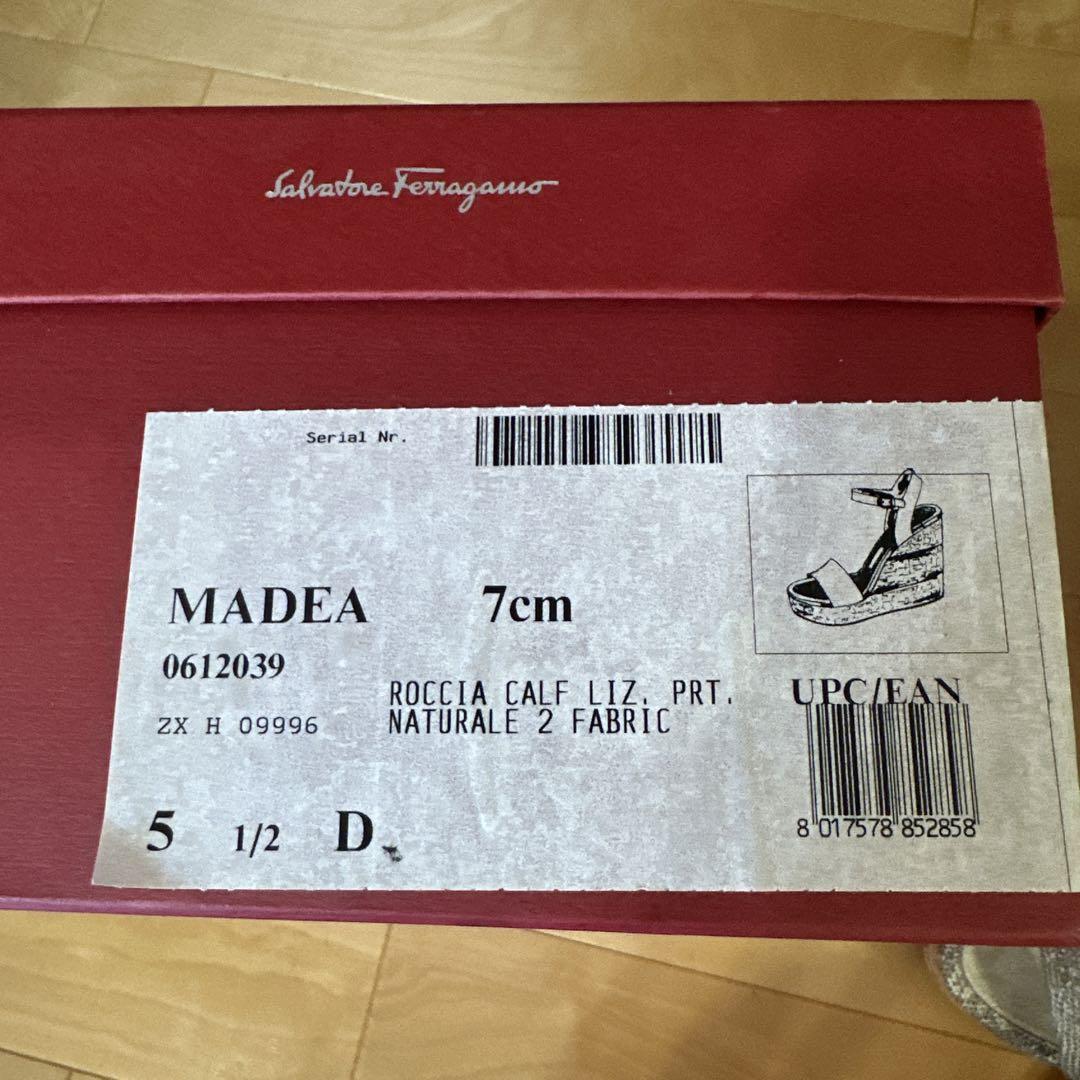 Salvatore Ferragamo
Serial Nr.
MADEA 7cm
0612039
ROCCIA CALF LIZ. PRT.
ZX H 09996 NATURALE 2 FABRIC
UPC/EAN
5 1/2 D
8 017578 852858